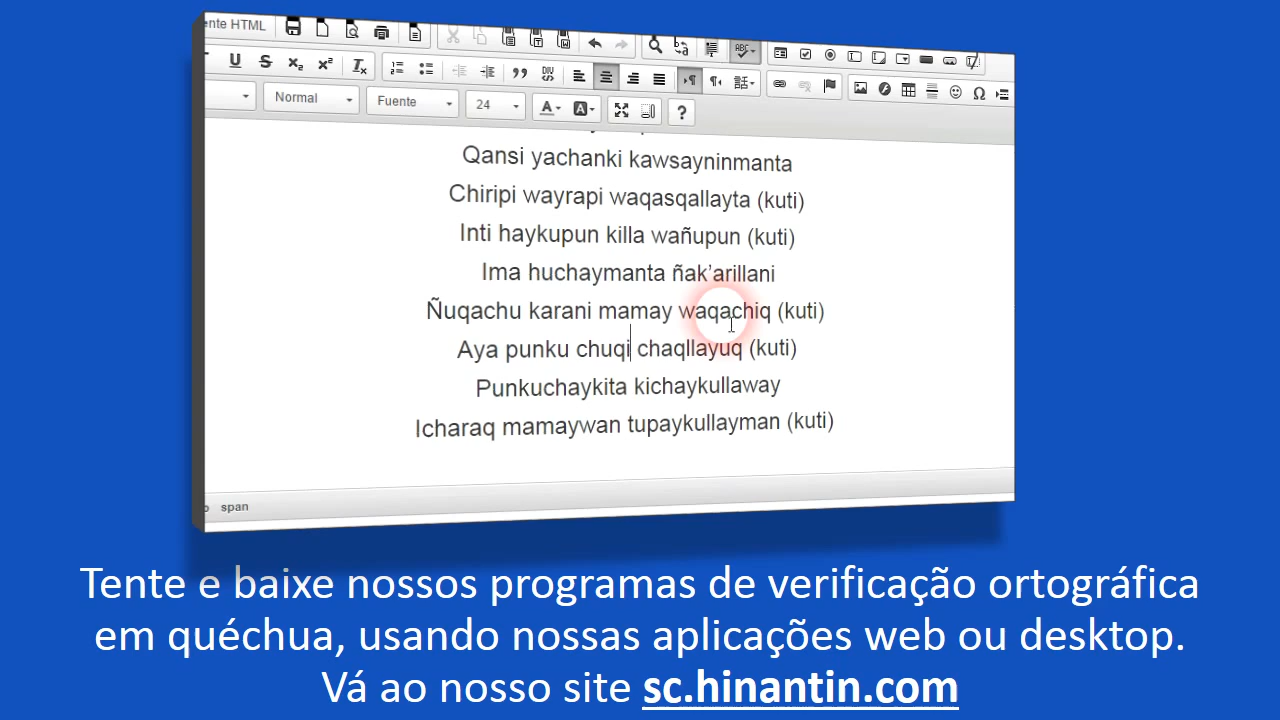 ente HTML
Normal Fuente 24
Qansi yachanki kawsayninmanta
Chiripi wayrapi waqasqallayta (kuti)
Inti haykupun killa wañupun (kuti)
Ima huchaymanta ñak'arillani
Ñuqachu karani mamay waqachiq (kuti)
Aya punku chuqi chaqllayuq (kuti)
Punkuchaykita kichaykullaway
Icharaq mamaywan tupaykullayman (kuti)
span
Tente e baixe nossos programas de verificação ortográfica
em quéchua, usando nossas aplicações web ou desktop.
Vá ao nosso site sc.hinantin.com